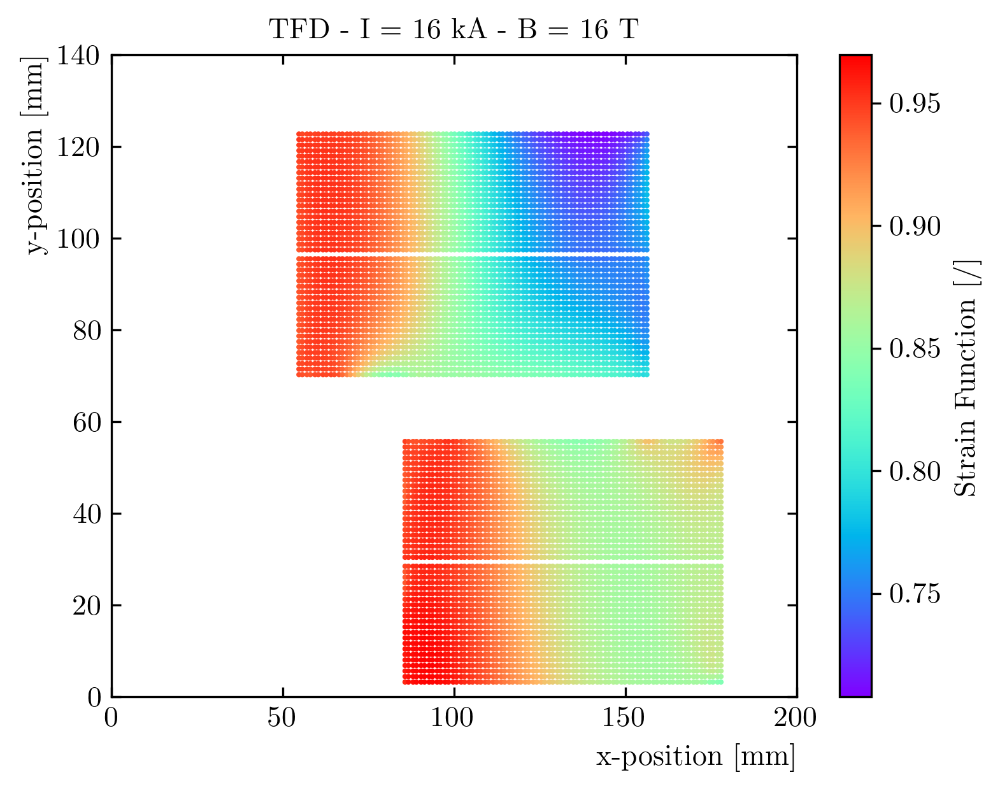 TFD - I = 16 kA - B = 16 T
y-position [mm]
140
120
100
80
60
40
20
0
0 50 100 150 200
x-position [mm]
0.95
0.90
0.85
0.80
0.75
Strain Function [/]